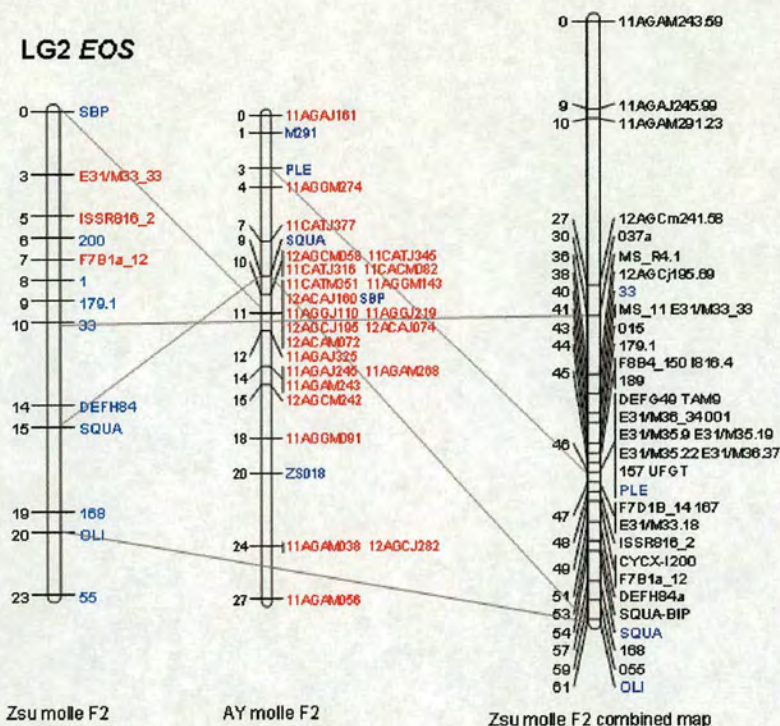 LG2 EOS
0 SBP
3 E31/M33_33
5 ISSR816_2
6 200
7 F7B1a_12
8 1
9 179.1
10 33
14 DEFH84
15 SQUA
19 168
20 OLI
23 55
Zsu molle F2
0 11AGAJ161
1 M291
3 PLE
4 11AGGM274
7 11CATJ377
9 SQUA
10 12AGCM058 11CATJ345
11CATJ316 11CACM082
11CATM351 11AGGM143
12ACAJ160 SBP
11 11AGGJ110 11AGGJ219
12AGCJ195 12ACAJ074
12ACAM072
12 11AGAJ325
14 11AGAJ245 11AGAM268
11AGAM243
15 12AGCM242
18 11AGGM091
20 ZS018
24 11AGAM038 12AGCJ282
27 11AGAM056
AY molle F2
0 11AGAM243.59
9 11AGAJ245.99
10 11AGAM291.23
27 12AGCm241.58
30 037a
36 MS_R4.1
38 12AGCj195.69
40 33
41 MS_11 E31/M33_33
43 015
44 179.1
45 F8B4_150 I816.4
189
DEFG49 TAM9
E31/M36_34 001
E31/M35.9 E31/M35.19
46 E31/M35.22 E31/M36.37
157 UFGT
PLE
47 F7D1B_14 167
E31/M33.18
48 ISSR816_2
49 CYCX-I200
F7B1a_12
51 DEFH84a
53 SQUA-BIP
54 SQUA
57 168
59 055
61 OLI
Zsu molle F2 combined map